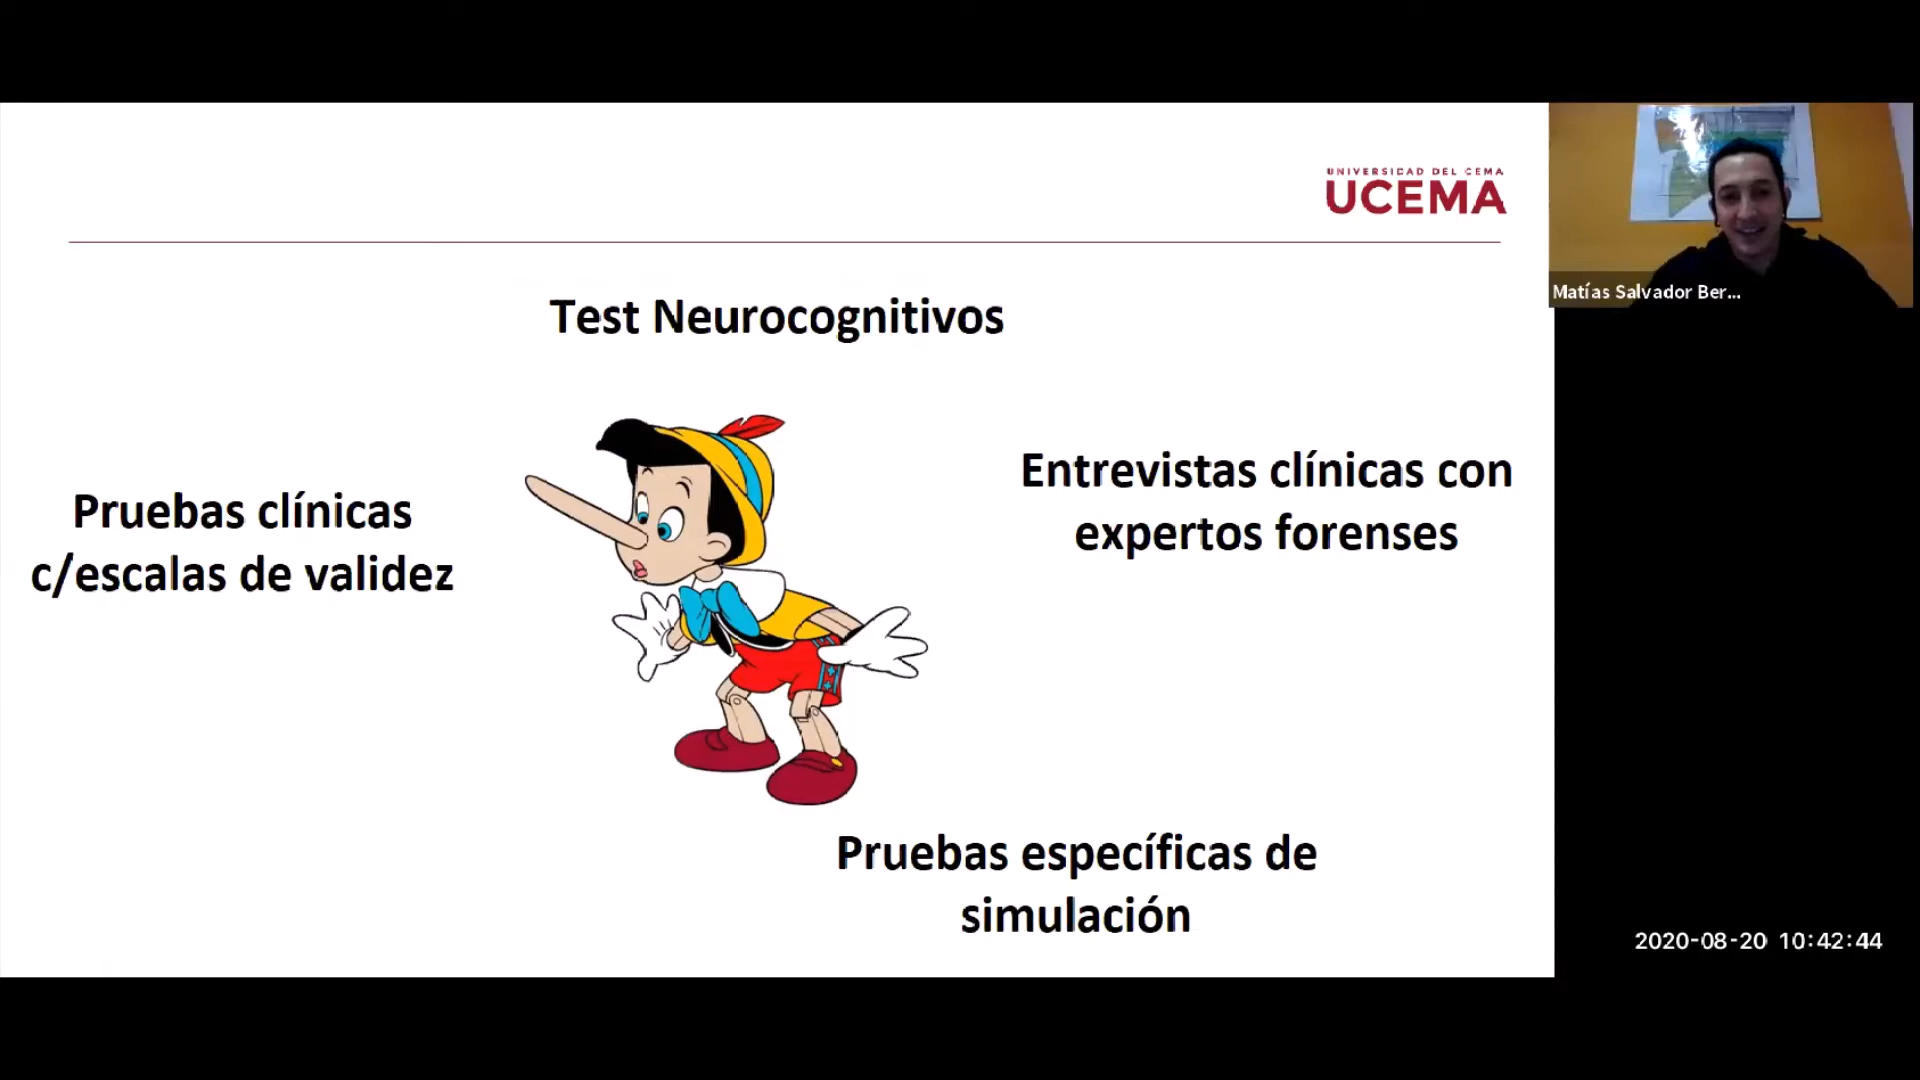 UNIVERSIDAD DEL CEMA
UCEMA
Matías Salvador Ber...
Test Neurocognitivos
Pruebas clínicas
c/escalas de validez
Entrevistas clínicas con
expertos forenses
Pruebas específicas de
simulación
2020-08-20 10:42:44